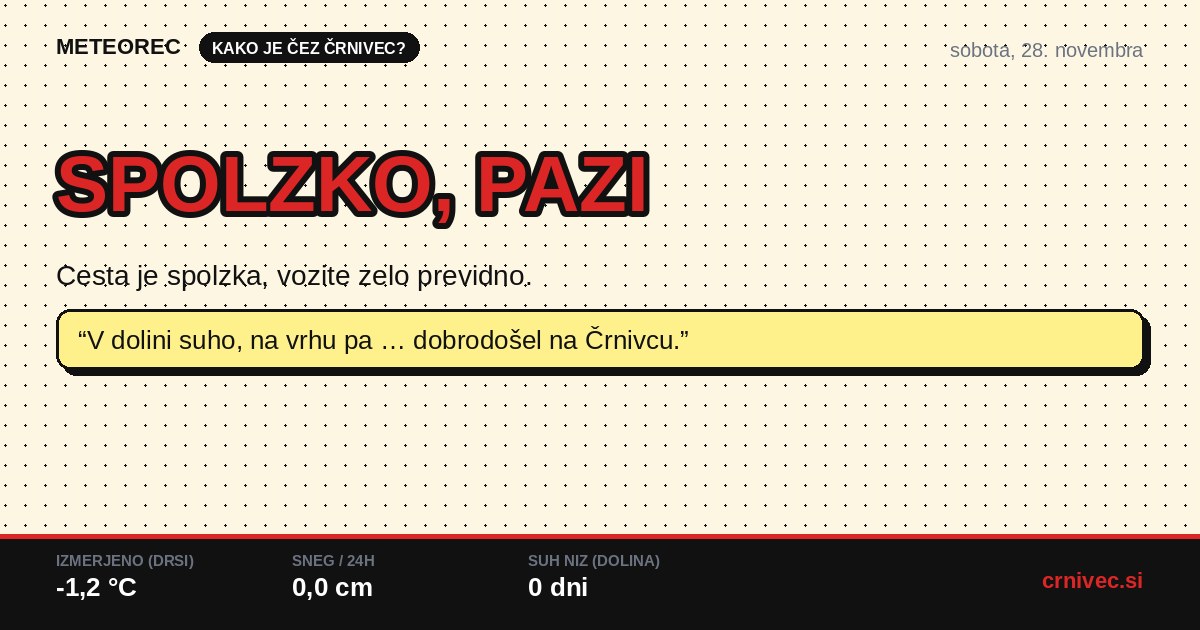 METEOREC KAKO JE ČEZ ČRNIVEC? sobota, 28. novembra
SPOLZKO, PAZI
Cesta je spolzka, vozite zelo previdno.
“V dolini suho, na vrhu pa … dobrodošel na Črnivcu.”
IZMERJENO (DRSI) SNEG / 24H SUH NIZ (DOLINA)
-1,2 °C 0,0 cm 0 dni
crnivec.si